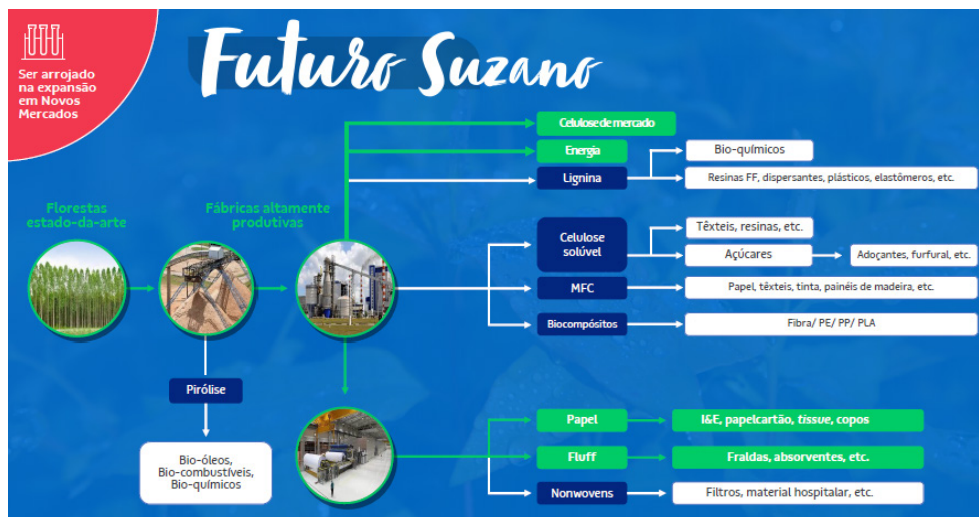 Ser arrojado
na expansão
em Novos
Mercados
Futuro Suzano
Celulose de mercado
Energia
Lignina
Bio-químicos
Resinas FF, dispersantes, plásticos, elastômeros, etc.
Florestas
estado-da-arte
Fábricas altamente
produtivas
Celulose
solúvel
Têxteis, resinas, etc.
Açúcares
Adoçantes, furfural, etc.
MFC
Papel, têxteis, tinta, painéis de madeira, etc.
Biocompósitos
Fibra/ PE/ PP/ PLA
Pirólise
Bio-óleos,
Bio-combustíveis,
Bio-químicos
Papel
I&E, papelcartão, tissue, copos
Fluff
Fraldas, absorventes, etc.
Nonwovens
Filtros, material hospitalar, etc.